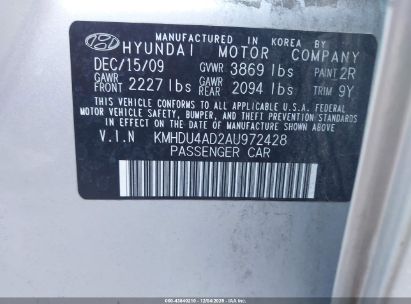 MANUFACTURED IN KOREA BY
HYUNDAI MOTOR COMPANY
DEC/15/09 GVWR 3869 lbs PAINT 2R
GAWR FRONT 2227 lbs GAWR REAR 2094 lbs TRIM 9Y
THIS VEHICLE CONFORMS TO ALL APPLICABLE U.S.A. FEDERAL
MOTOR VEHICLE SAFETY, BUMPER, AND THEFT PREVENTION STANDARDS
IN EFFECT ON THE DATE OF MANUFACTURE SHOWN ABOVE.
V.I.N KMHDU4AD2AU972428
PASSENGER CAR